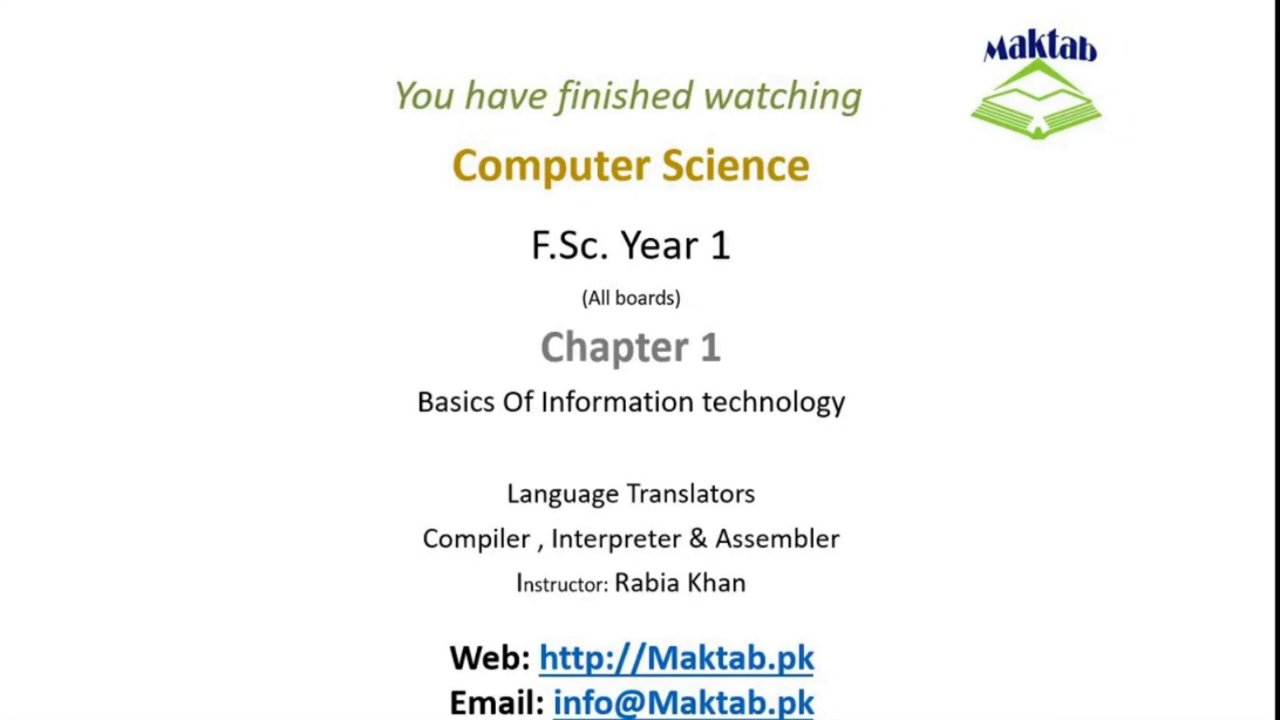 Maktab
You have finished watching
Computer Science
F.Sc. Year 1
(All boards)
Chapter 1
Basics Of Information technology
Language Translators
Compiler , Interpreter & Assembler
Instructor: Rabia Khan
Web: http://Maktab.pk
Email: info@Maktab.pk